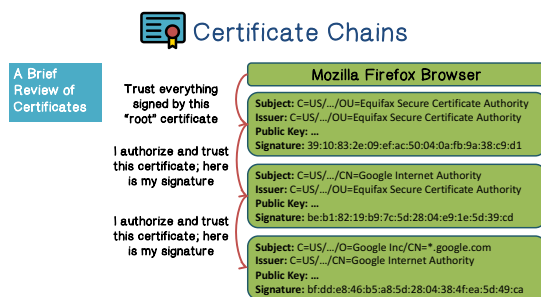 Certificate Chains
A Brief
Review of
Certificates
Mozilla Firefox Browser
Trust everything
signed by this
"root" certificate
Subject: C=US/.../OU=Equifax Secure Certificate Authority
Issuer: C=US/.../OU=Equifax Secure Certificate Authority
Public Key: ...
Signature: 39:10:83:2e:09:ef:ac:50:04:0a:fb:9a:38:c9:d1
I authorize and trust
this certificate; here
is my signature
Subject: C=US/.../CN=Google Internet Authority
Issuer: C=US/.../OU=Equifax Secure Certificate Authority
Public Key: ...
Signature: be:b1:82:19:b9:7c:5d:28:04:e9:1e:5d:39:cd
I authorize and trust
this certificate; here
is my signature
Subject: C=US/.../O=Google Inc/CN=*.google.com
Issuer: C=US/.../CN=Google Internet Authority
Public Key: ...
Signature: bf:dd:e8:46:b5:a8:5d:28:04:38:4f:ea:5d:49:ca